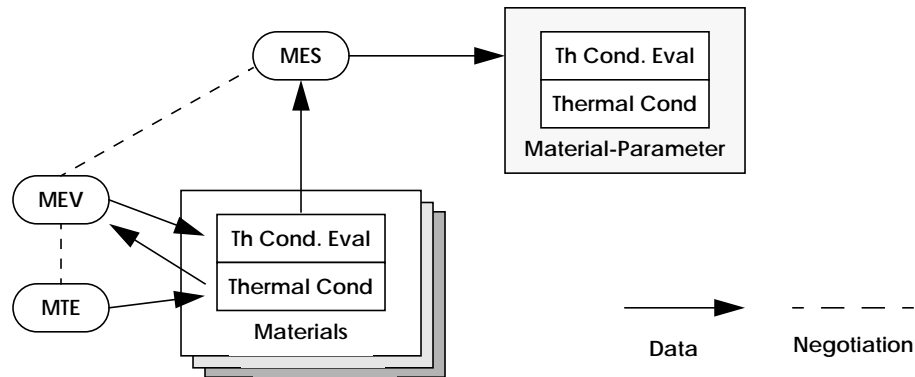 MES
Th Cond. Eval
Thermal Cond
Material-Parameter
MEV
Th Cond. Eval
Thermal Cond
MTE
Materials
Data
Negotiation